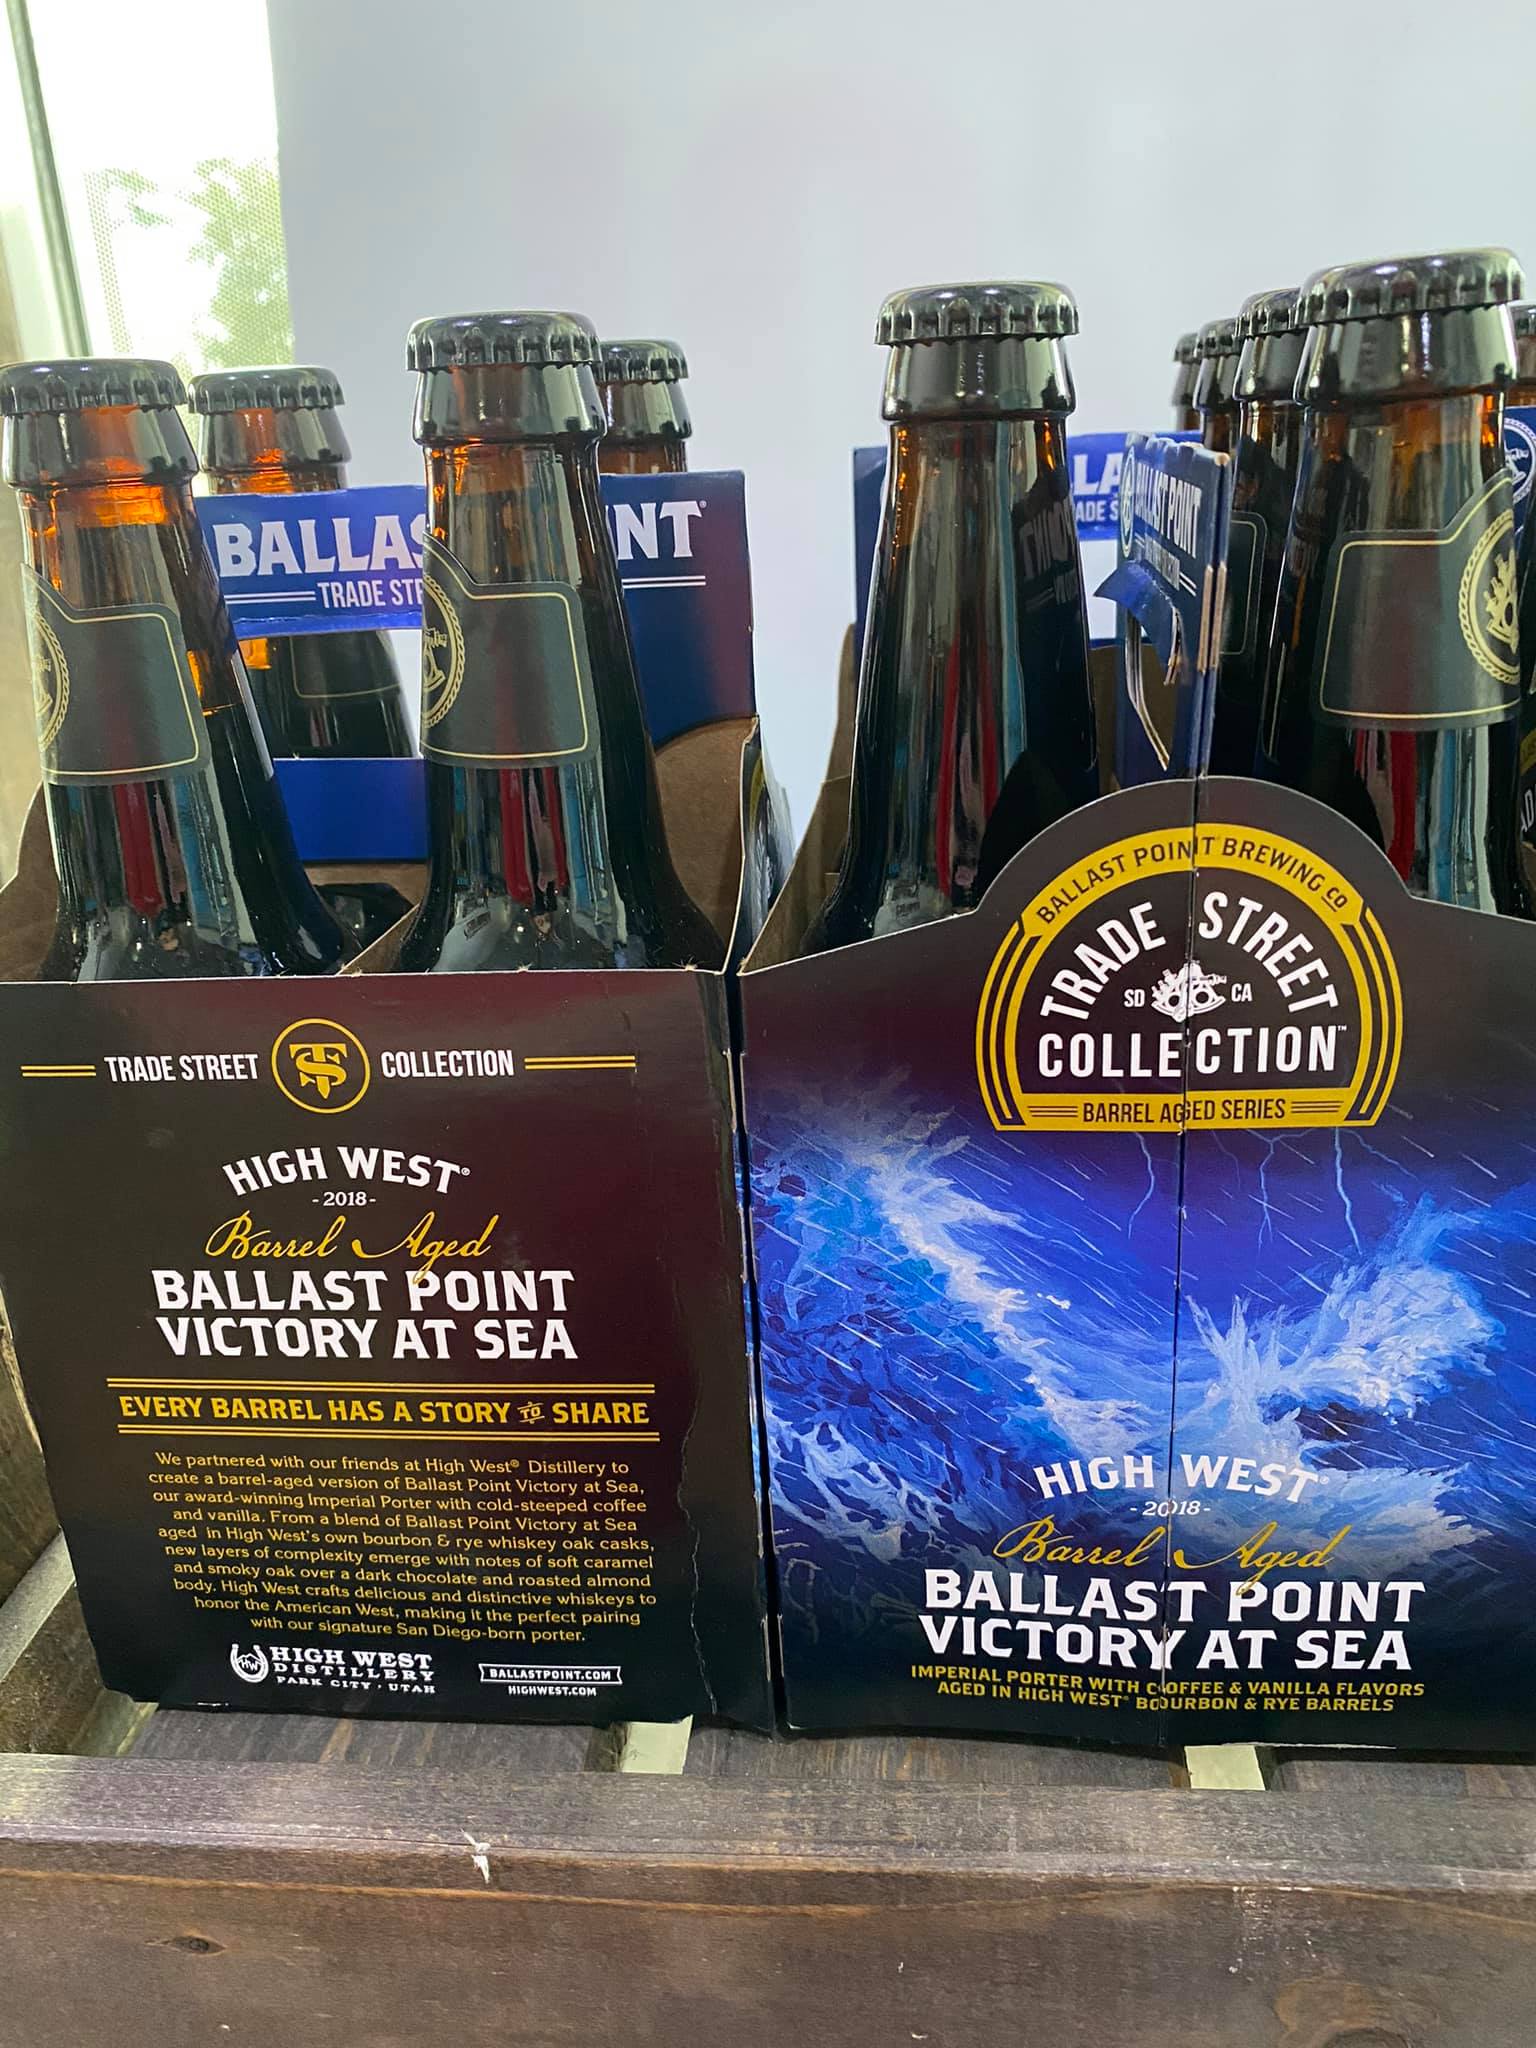 BALLAS NT®
TRADE STR
TRADE STREET TS COLLECTION
HIGH WEST®
- 2018 -
Barrel Aged
BALLAST POINT
VICTORY AT SEA
EVERY BARREL HAS A STORY TO SHARE
We partnered with our friends at High West® Distillery to
create a barrel-aged version of Ballast Point Victory at Sea,
our award-winning Imperial Porter with cold-steeped coffee
and vanilla. From a blend of Ballast Point Victory at Sea
aged in High West's own bourbon & rye whiskey oak casks,
new layers of complexity emerge with notes of soft caramel
and smoky oak over a dark chocolate and roasted almond
body. High West crafts delicious and distinctive whiskeys to
honor the American West, making it the perfect pairing
with our signature San Diego-born porter.
HW HIGH WEST
DISTILLERY
PARK CITY · UTAH
BALLASTPOINT.COM
HIGHWEST.COM
LLA
ADE S
BALLAST POINT
BALLAST POINT BREWING CO
TRADE STREET
SD CA
COLLECTION™
BARREL AGED SERIES
HIGH WEST®
- 2018 -
Barrel Aged
BALLAST POINT
VICTORY AT SEA
IMPERIAL PORTER WITH COFFEE & VANILLA FLAVORS
AGED IN HIGH WEST® BOURBON & RYE BARRELS